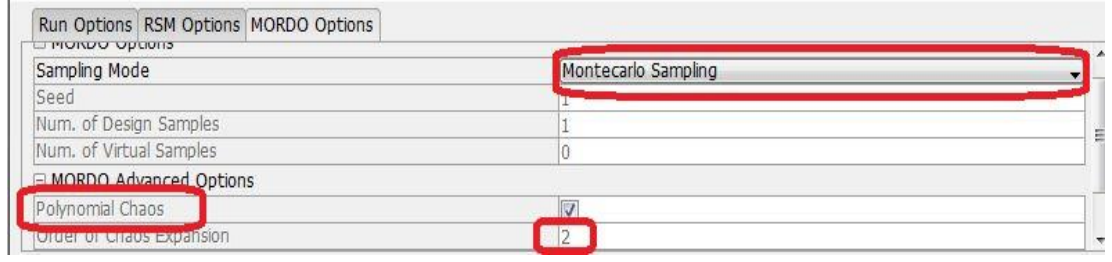 Run Options RSM Options MORDO Options
MORDO Options
Sampling Mode Montecarlo Sampling
Seed 1
Num. of Design Samples 1
Num. of Virtual Samples 0
MORDO Advanced Options
Polynomial Chaos
Order of Chaos Expansion 2